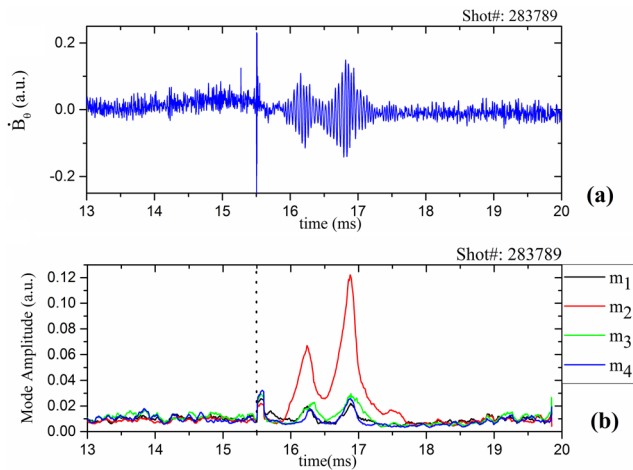 Shot#: 283789
0.2
0.0
-0.2
Ḃθ (a.u.)
13 14 15 16 17 18 19 20
time (ms)
(a)
Shot#: 283789
0.12
0.10
0.08
0.06
0.04
0.02
0.00
Mode Amplitude (a.u.)
m1
m2
m3
m4
13 14 15 16 17 18 19 20
time(ms)
(b)